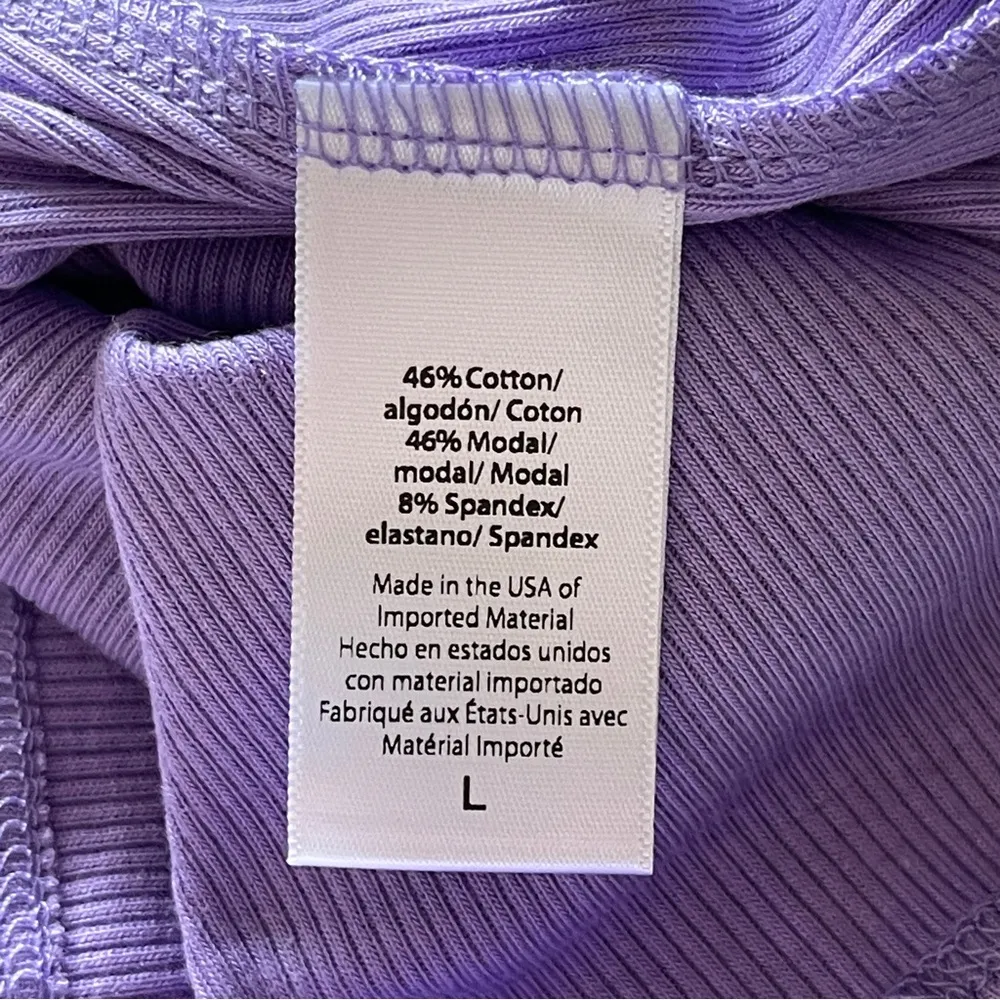 46% Cotton/
algodón/ Coton
46% Modal/
modal/ Modal
8% Spandex/
elastano/ Spandex
Made in the USA of
Imported Material
Hecho en estados unidos
con material importado
Fabriqué aux États-Unis avec
Matérial Importé
L